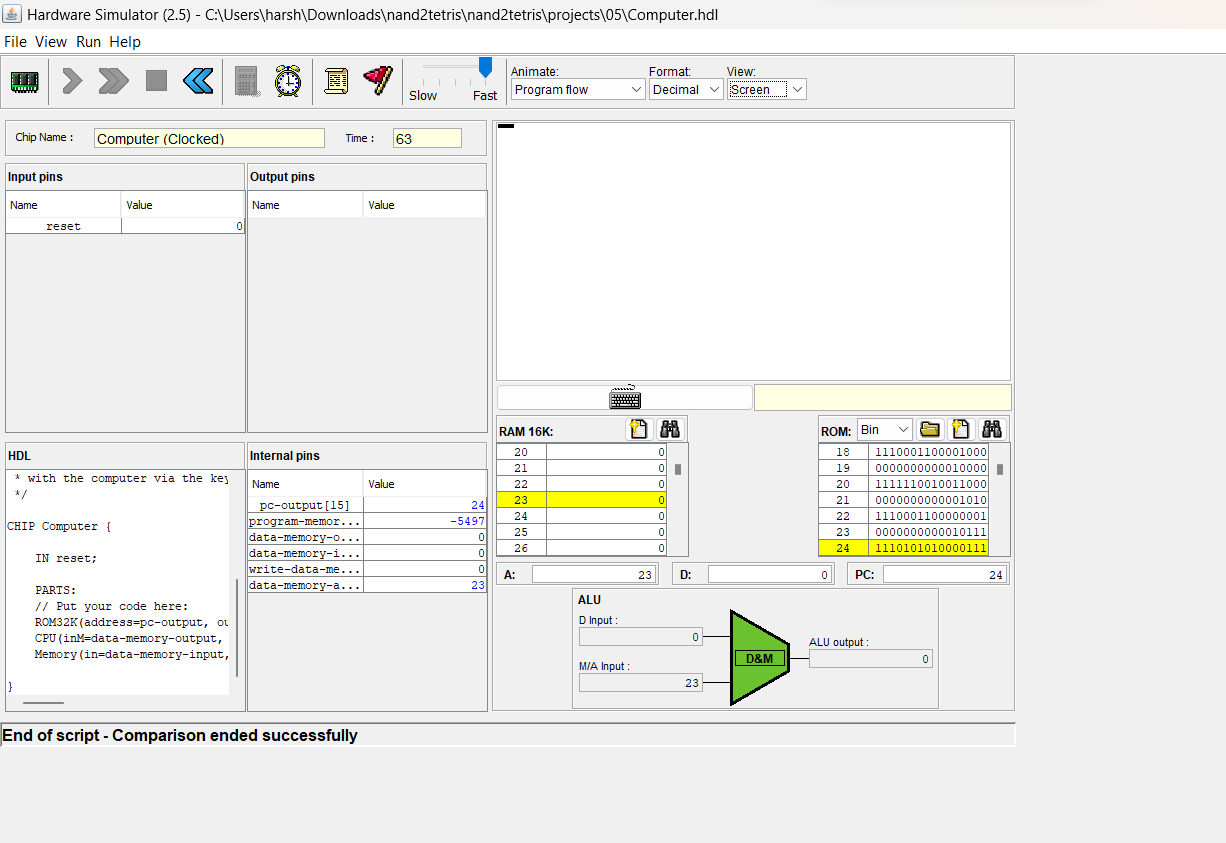 Hardware Simulator (2.5) - C:\Users\harsh\Downloads\nand2tetris\nand2tetris\projects\05\Computer.hdl
File View Run Help
Slow Fast
Animate: Format: View:
Program flow Decimal Screen
Chip Name : Computer (Clocked) Time : 63
Input pins
Name Value
reset 0
Output pins
Name Value
HDL
* with the computer via the key
*/
CHIP Computer {
IN reset;
PARTS:
// Put your code here:
ROM32K(address=pc-output, ou
CPU(inM=data-memory-output,
Memory(in=data-memory-input,
}
Internal pins
Name Value
pc-output[15] 24
program-memor... -5497
data-memory-o... 0
data-memory-i... 0
write-data-me... 0
data-memory-a... 23
RAM 16K:
20 0
21 0
22 0
23 0
24 0
25 0
26 0
ROM: Bin
18 1110001100001000
19 0000000000010000
20 1111110010011000
21 0000000000001010
22 1110001100000001
23 0000000000010111
24 1110101010000111
A: 23 D: 0 PC: 24
ALU
D Input :
0
M/A Input :
23
D&M
ALU output :
0
End of script - Comparison ended successfully